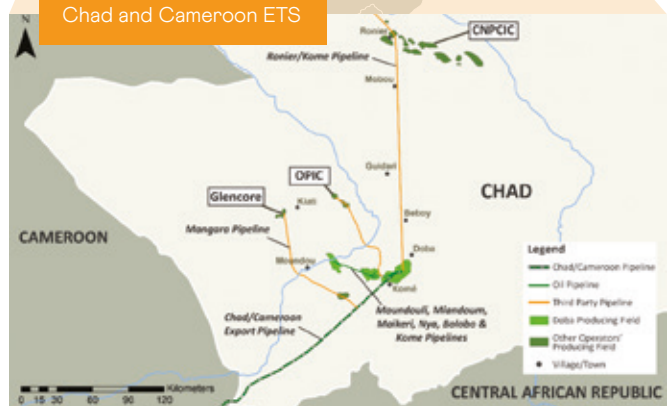 Chad and Cameroon ETS
N
Ronier
CNPCIC
Ronier/Kome Pipeline
Mobou
Guidari
OPIC
CHAD
Glencore
Kiati
Mangara Pipeline
Beboy
CAMEROON
Doba
Moundou
Komé
Legend
Chad/Cameroon Pipeline
Oil Pipeline
Third Party Pipeline
Doba Producing Field
Other Operators'
Producing Field
Village/Town
Chad/Cameroon
Export Pipeline
Moundouli, Miandoum,
Maikeri, Nya, Bolobo &
Kome Pipelines
Kilometers
0 15 30 60 90 120
CENTRAL AFRICAN REPUBLIC